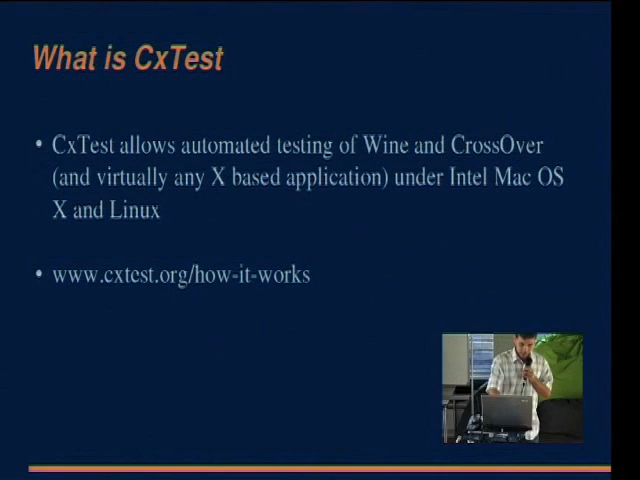 What is CxTest
• CxTest allows automated testing of Wine and CrossOver
(and virtually any X based application) under Intel Mac OS
X and Linux
• www.cxtest.org/how-it-works